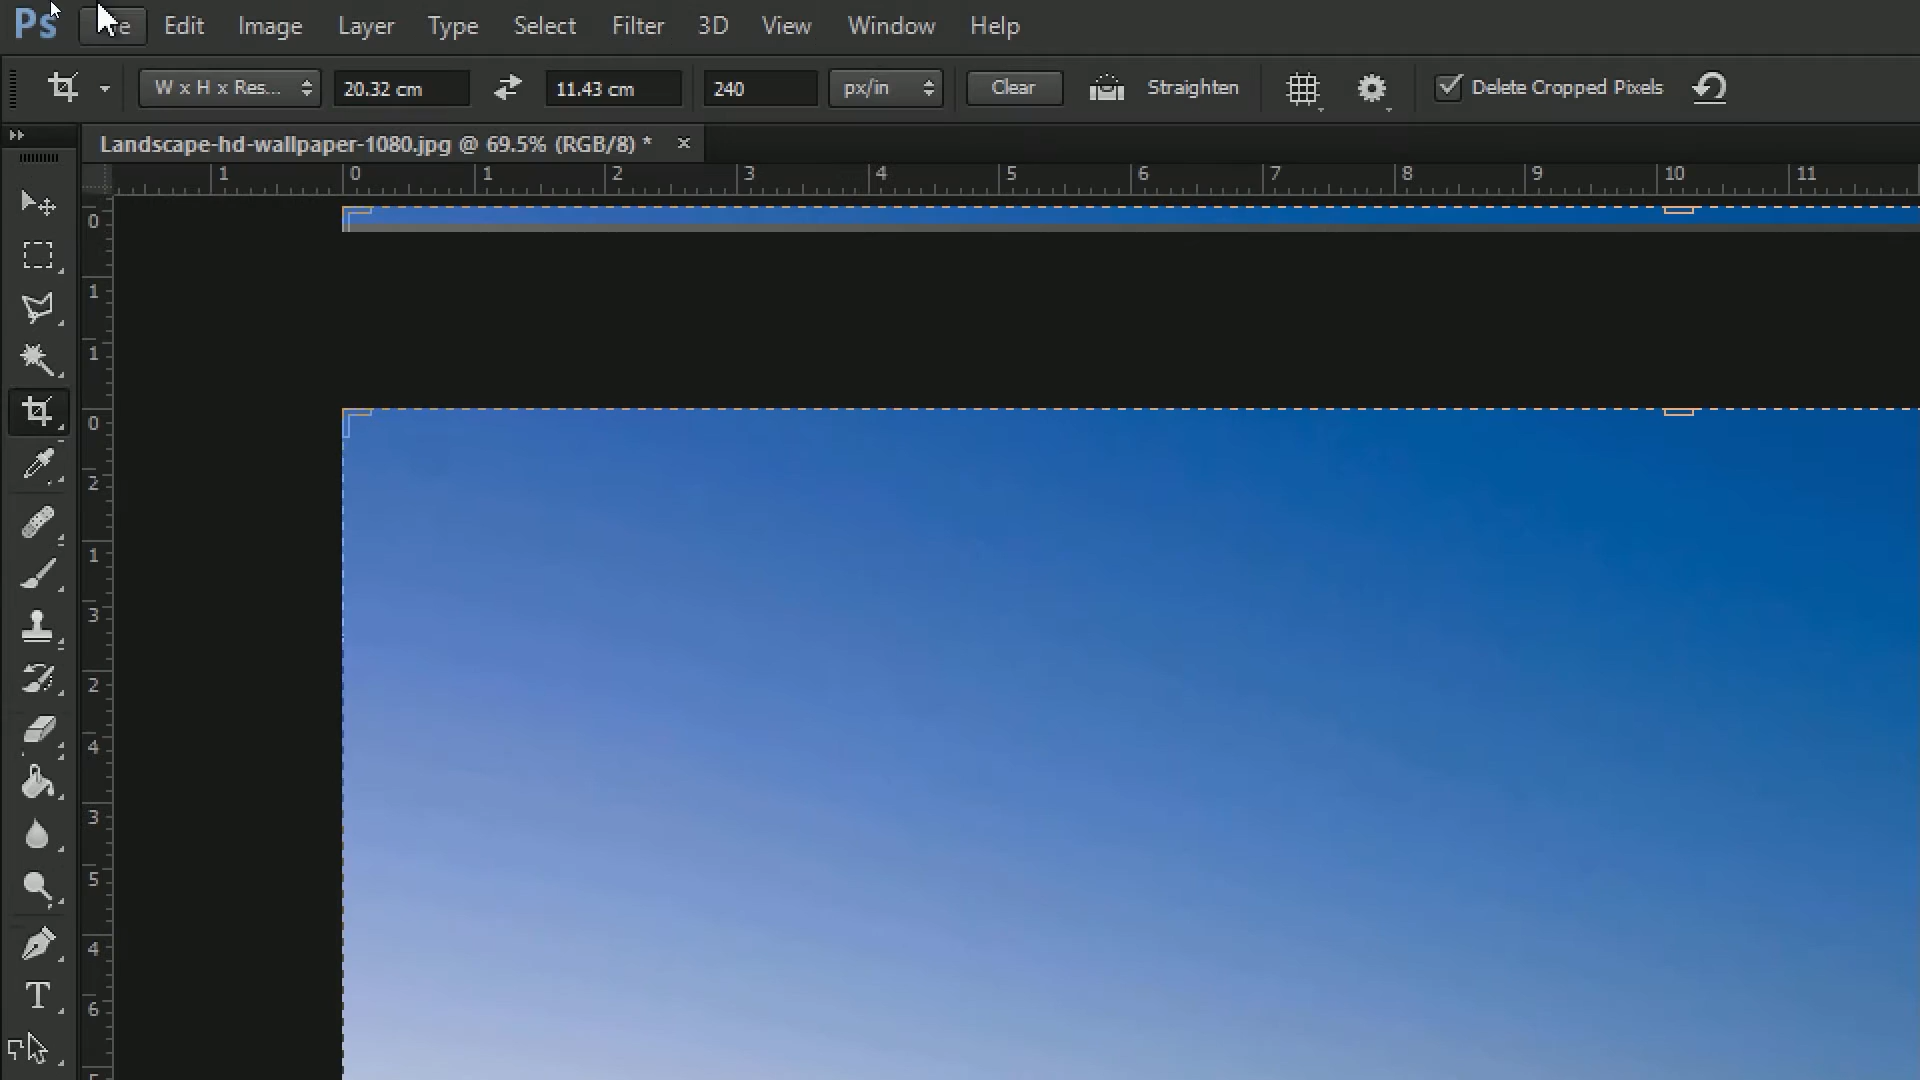 Ps File Edit Image Layer Type Select Filter 3D View Window Help
W x H x Res... 20.32 cm 11.43 cm 240 px/in Clear Straighten Delete Cropped Pixels
Landscape-hd-wallpaper-1080.jpg @ 69.5% (RGB/8) * ×
1 0 1 2 3 4 5 6 7 8 9 10 11
0
1
1
0
2
1
3
2
4
3
5
4
6
T